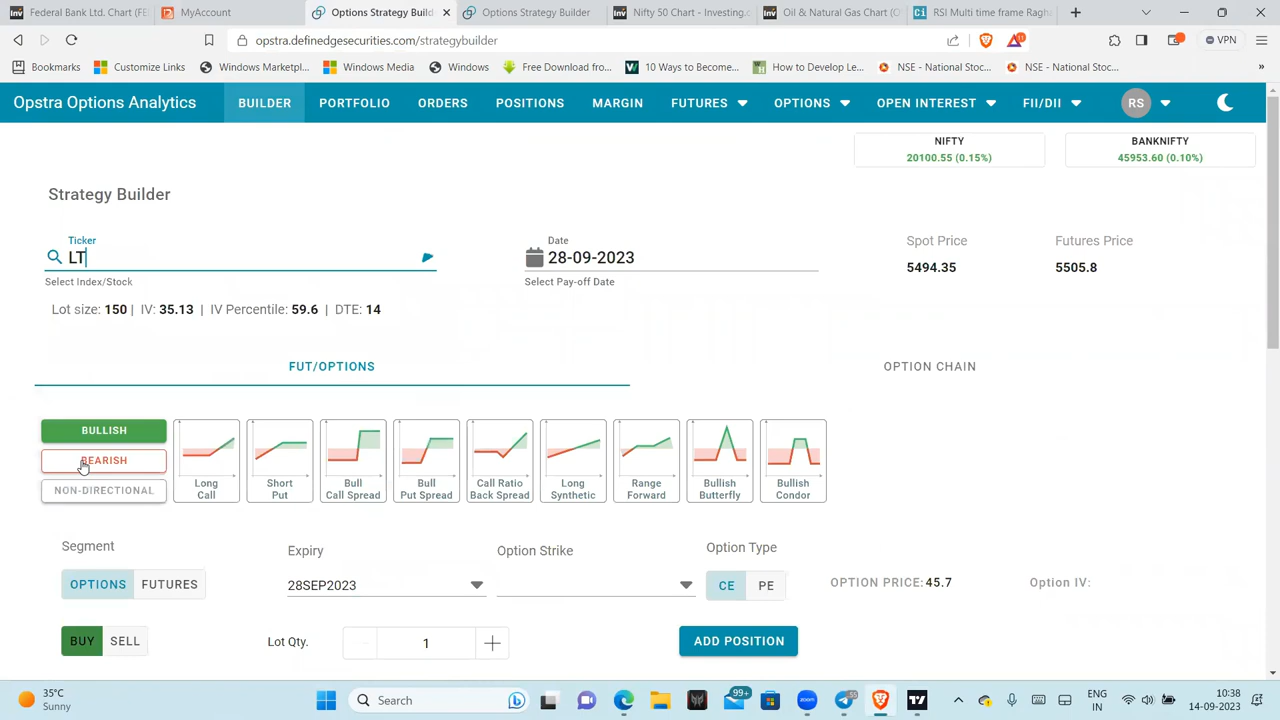 Inv Ltd. Chart (FBI
MyAccount
Options Strategy Buil
Options Strategy Builder
Inv Nifty 50 Chart - Investing.c
Inv Oil & Natural Gas Chart (O
Ci RSI Multi time frame Ragha
opstra.definedgesecurities.com/strategybuilder
VPN
Bookmarks
Customize Links
Windows Marketpl...
Windows Media
Windows
Free Download fro...
10 Ways to Become...
How to Develop Le...
NSE - National Stoc...
NSE - National Stoc...
»
Opstra Options Analytics
BUILDER
PORTFOLIO
ORDERS
POSITIONS
MARGIN
FUTURES
OPTIONS
OPEN INTEREST
FII/DII
RS
NIFTY
20100.55 (0.15%)
BANKNIFTY
45953.60 (0.10%)
Strategy Builder
Ticker
LT
Select Index/Stock
Date
28-09-2023
Select Pay-off Date
Spot Price
5494.35
Futures Price
5505.8
Lot size: 150 | IV: 35.13 | IV Percentile: 59.6 | DTE: 14
FUT/OPTIONS
OPTION CHAIN
BULLISH
BEARISH
NON-DIRECTIONAL
Long
Call
Short
Put
Bull
Call Spread
Bull
Put Spread
Call Ratio
Back Spread
Long
Synthetic
Range
Forward
Bullish
Butterfly
Bullish
Condor
Segment
OPTIONS
FUTURES
Expiry
28SEP2023
Option Strike
Option Type
CE
PE
OPTION PRICE: 45.7
Option IV:
BUY
SELL
Lot Qty.
1
ADD POSITION
35°C
Sunny
Search
99+
ENG
IN
10:38
14-09-2023